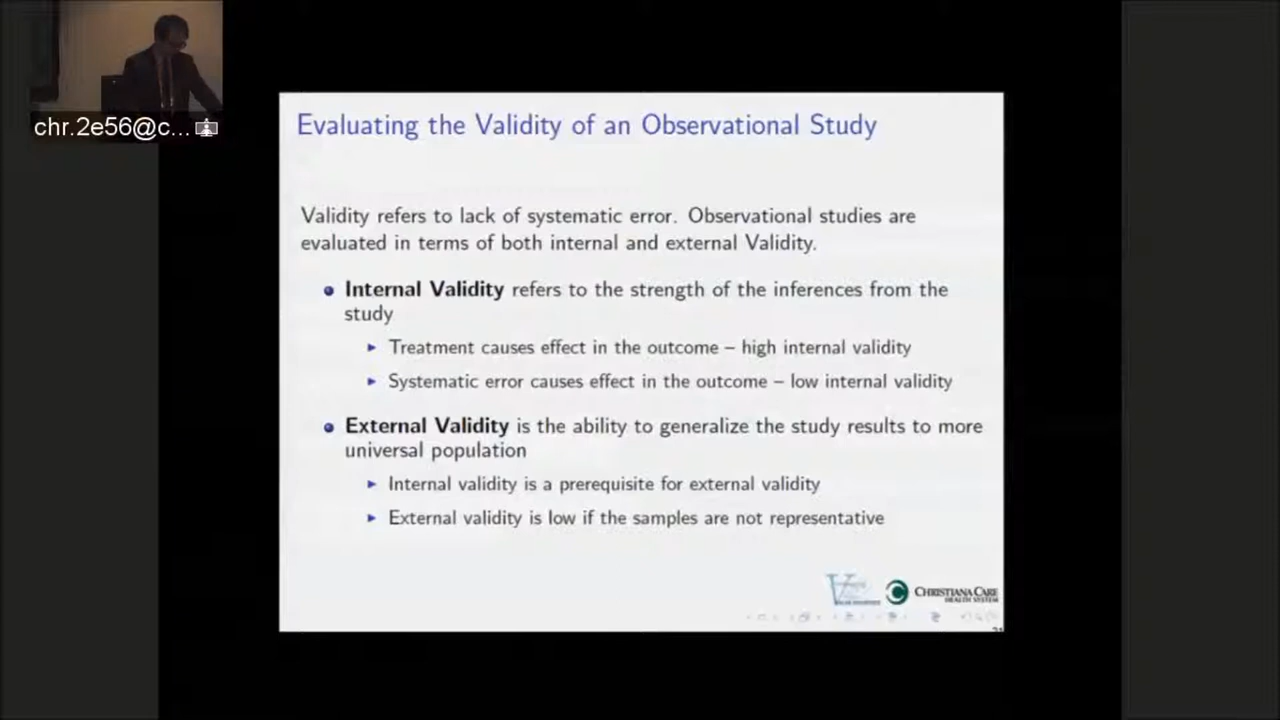 chr.2e56@c...
Evaluating the Validity of an Observational Study
Validity refers to lack of systematic error. Observational studies are
evaluated in terms of both internal and external Validity.
Internal Validity refers to the strength of the inferences from the
study
Treatment causes effect in the outcome – high internal validity
Systematic error causes effect in the outcome – low internal validity
External Validity is the ability to generalize the study results to more
universal population
Internal validity is a prerequisite for external validity
External validity is low if the samples are not representative
CHRISTIANA CARE
HEALTH SYSTEM